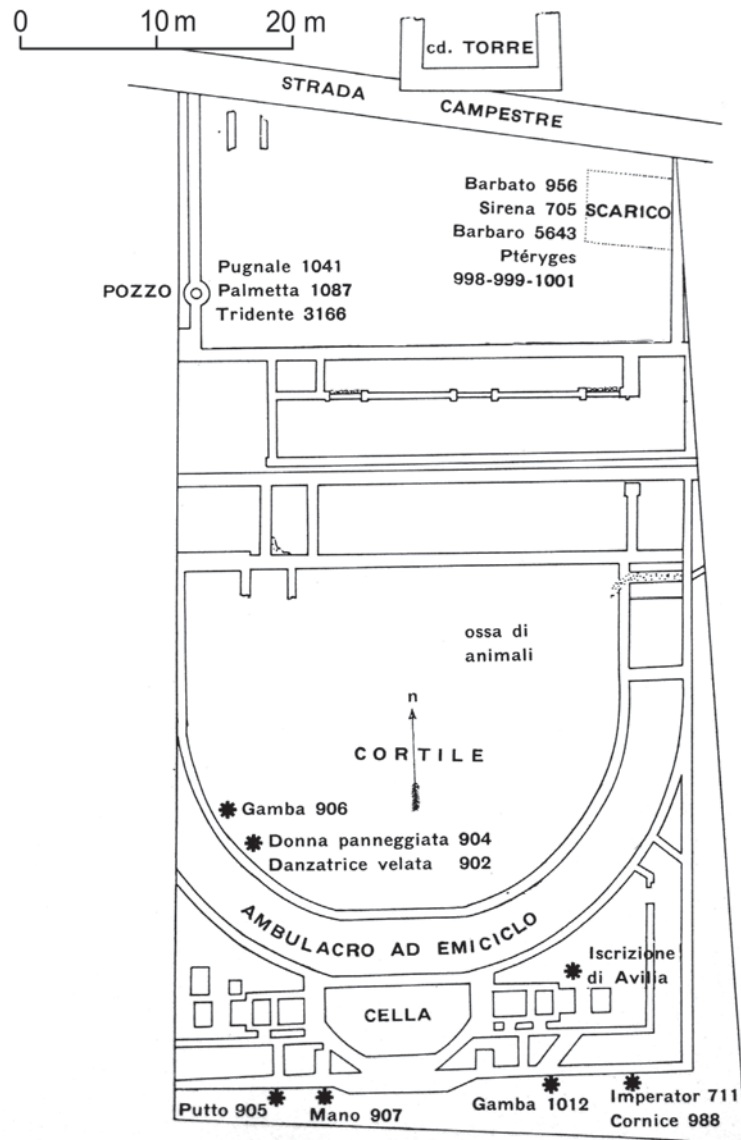 0 10 m 20 m
cd. TORRE
STRADA CAMPESTRE
Barbato 956
Sirena 705
Barbaro 5643
Ptéryges
998-999-1001
SCARICO
POZZO
Pugnale 1041
Palmetta 1087
Tridente 3166
ossa di
animali
n
CORTILE
Gamba 906
Donna panneggiata 904
Danzatrice velata 902
AMBULACRO AD EMICICLO
Iscrizione
di Avilia
CELLA
Putto 905
Mano 907
Gamba 1012
Imperator 711
Cornice 988